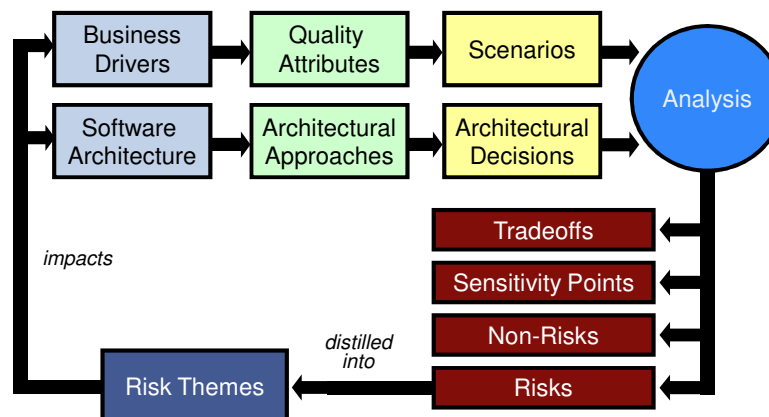 Business
Drivers
Quality
Attributes
Scenarios
Analysis
Software
Architecture
Architectural
Approaches
Architectural
Decisions
Tradeoffs
impacts
Sensitivity Points
Non-Risks
distilled
into
Risk Themes
Risks